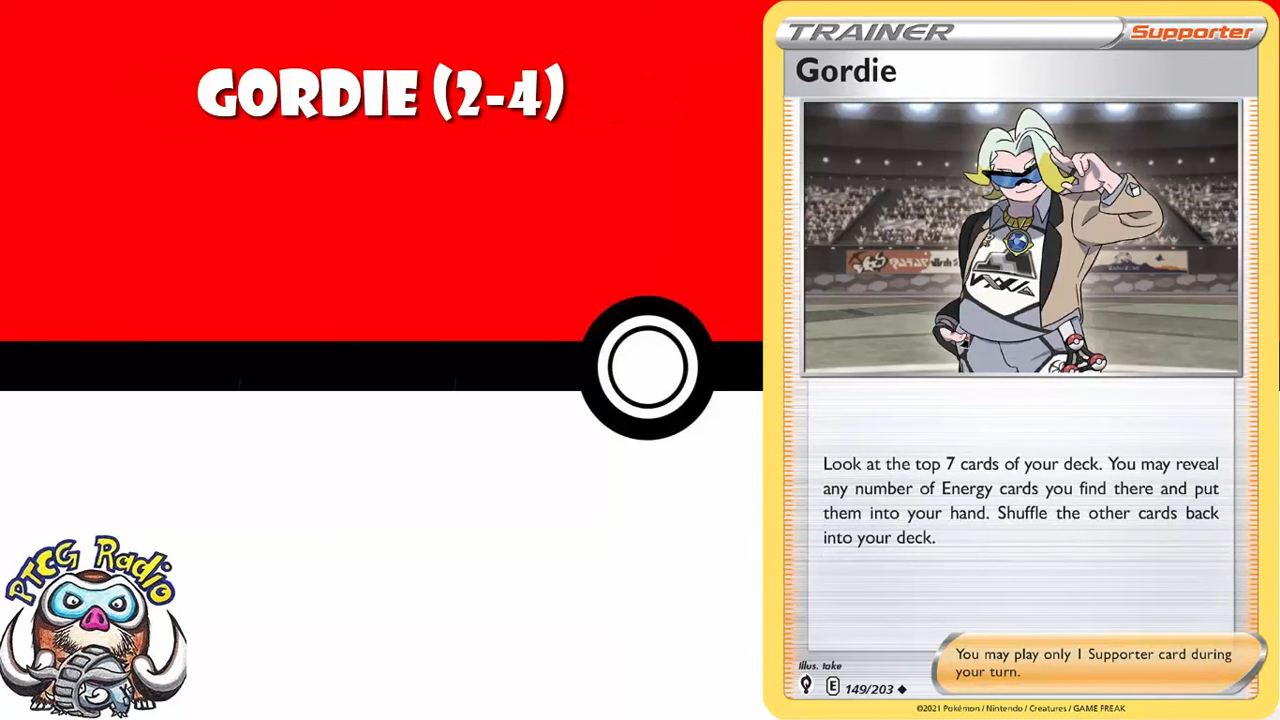 GORDIE (2-4)
TRAINER
Supporter
Gordie
Look at the top 7 cards of your deck. You may reveal
any number of Energy cards you find there and put
them into your hand. Shuffle the other cards back
into your deck.
You may play only 1 Supporter card during
your turn.
Illus. take
E 149/203
©2021 Pokémon / Nintendo / Creatures / GAME FREAK
PTCG Radio